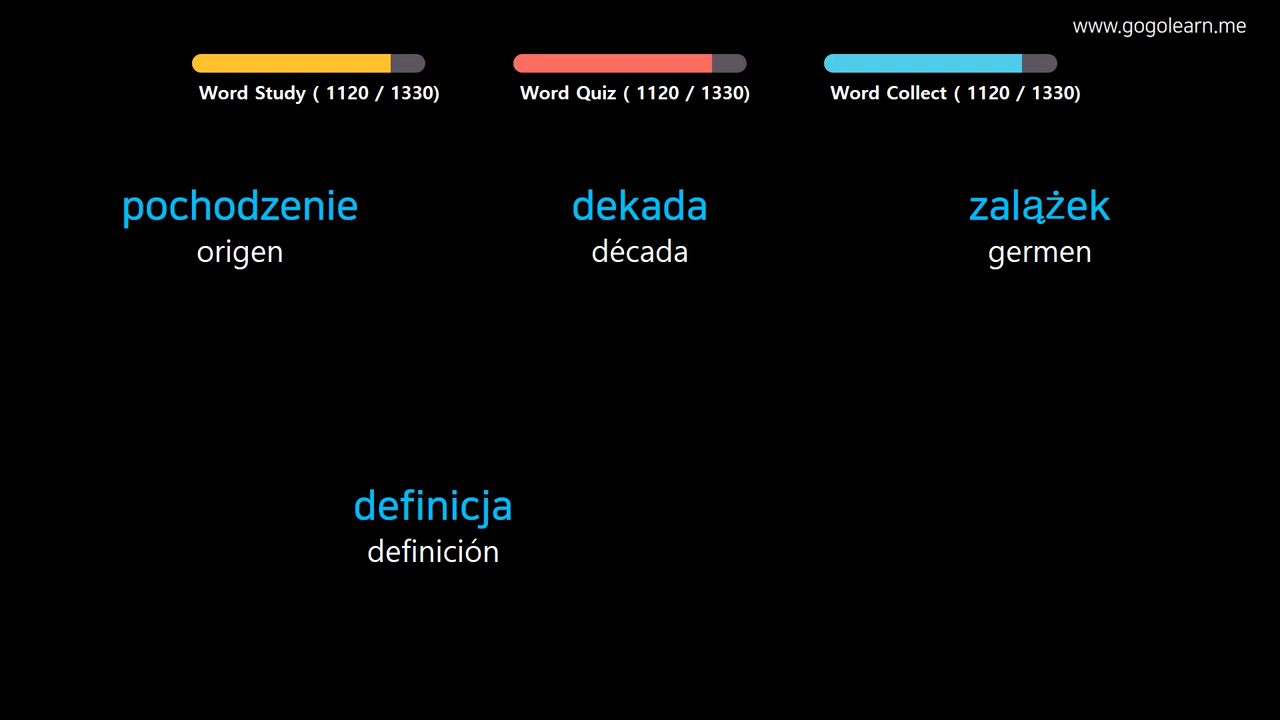 www.gogolearn.me
Word Study ( 1120 / 1330)
Word Quiz ( 1120 / 1330)
Word Collect ( 1120 / 1330)
pochodzenie
origen
dekada
década
zalążek
germen
definicja
definición